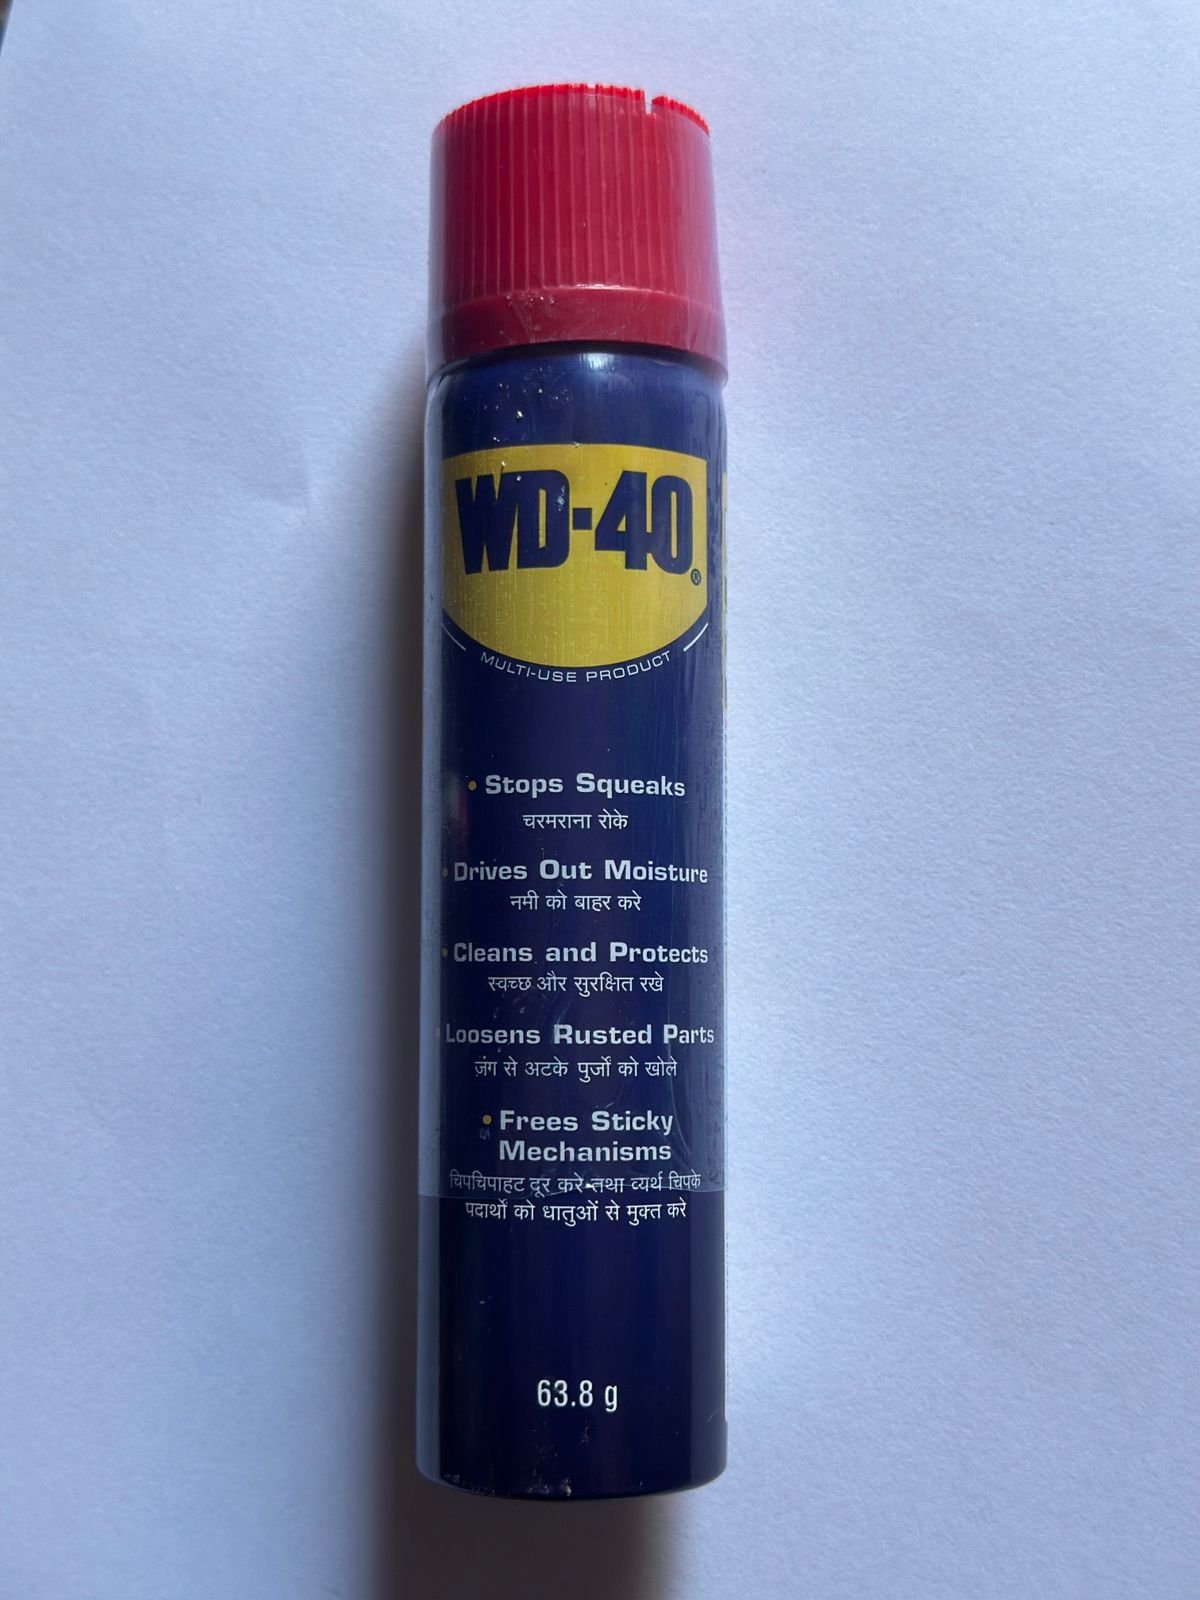 WD-40®
MULTI-USE PRODUCT
• Stops Squeaks
चरमराना रोके
• Drives Out Moisture
नमी को बाहर करे
• Cleans and Protects
स्वच्छ और सुरक्षित रखे
• Loosens Rusted Parts
ज़ंग से अटके पुर्जों को खोले
• Frees Sticky
Mechanisms
चिपचिपाहट दूर करे तथा व्यर्थ चिपके
पदार्थों को धातुओं से मुक्त करे
63.8 g